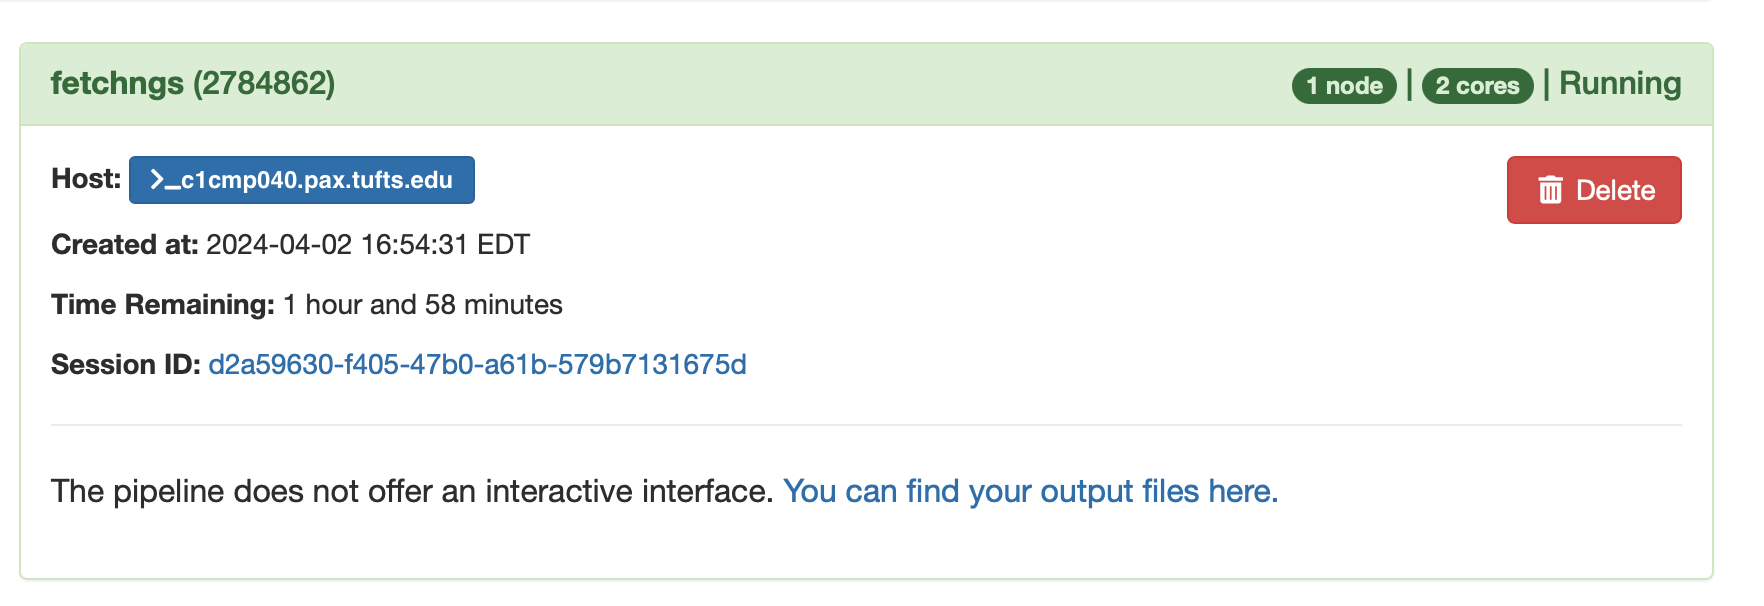 fetchngs (2784862) 1 node | 2 cores | Running
Host: >_c1cmp040.pax.tufts.edu Delete
Created at: 2024-04-02 16:54:31 EDT
Time Remaining: 1 hour and 58 minutes
Session ID: d2a59630-f405-47b0-a61b-579b7131675d
The pipeline does not offer an interactive interface. You can find your output files here.